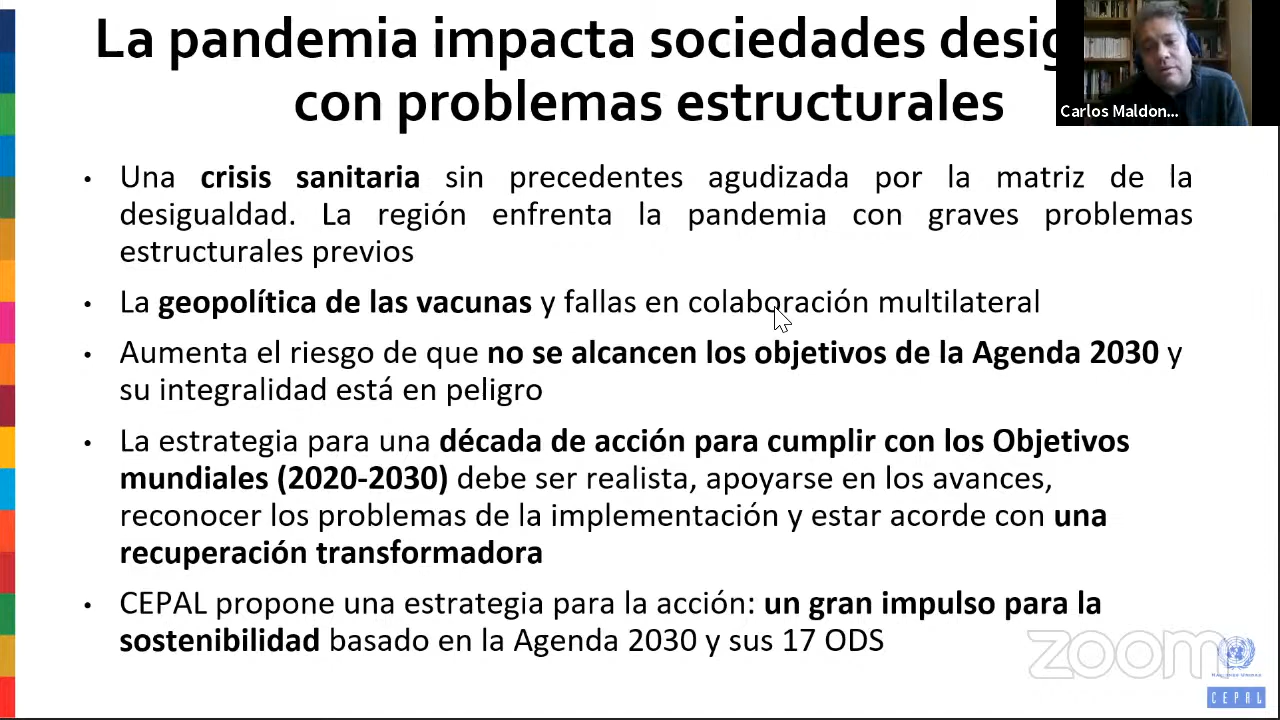 La pandemia impacta sociedades desig
con problemas estructurales
Carlos Maldon...
• Una crisis sanitaria sin precedentes agudizada por la matriz de la
desigualdad. La región enfrenta la pandemia con graves problemas
estructurales previos
• La geopolítica de las vacunas y fallas en colaboración multilateral
• Aumenta el riesgo de que no se alcancen los objetivos de la Agenda 2030 y
su integralidad está en peligro
• La estrategia para una década de acción para cumplir con los Objetivos
mundiales (2020-2030) debe ser realista, apoyarse en los avances,
reconocer los problemas de la implementación y estar acorde con una
recuperación transformadora
• CEPAL propone una estrategia para la acción: un gran impulso para la
sostenibilidad basado en la Agenda 2030 y sus 17 ODS
zoom
CEPAL